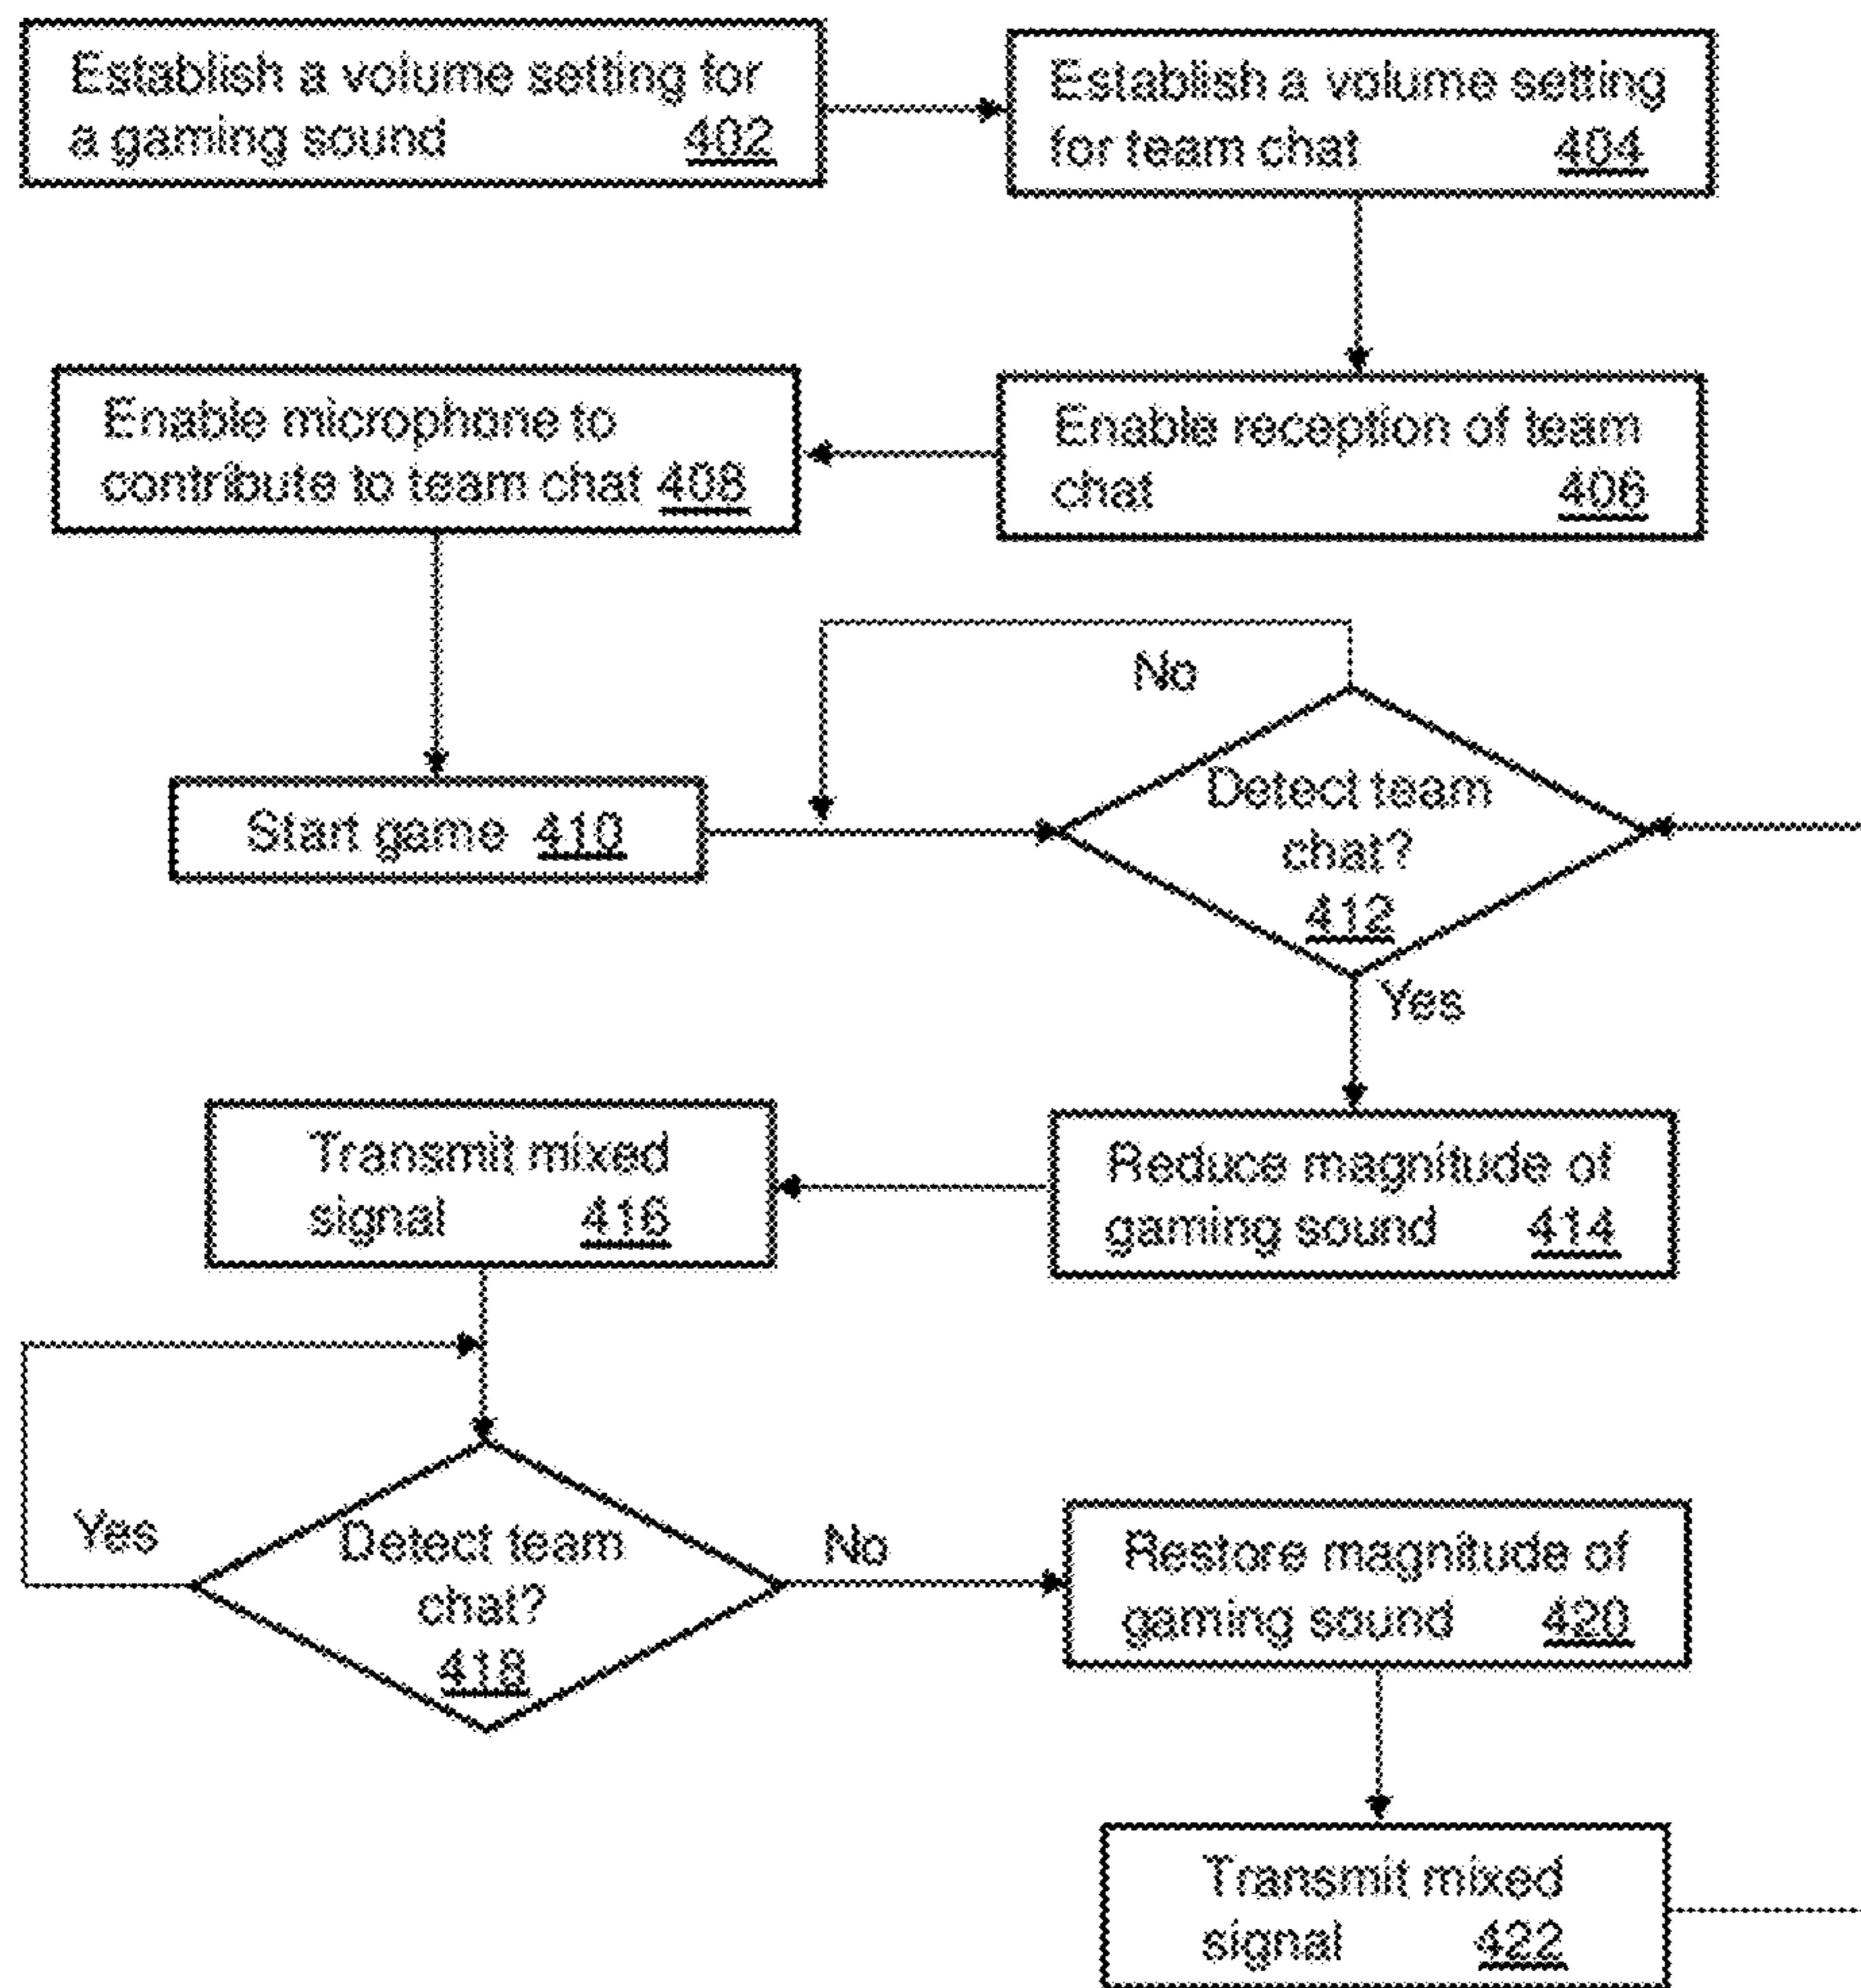 Establish a volume setting for
a gaming sound 402
Establish a volume setting
for team chat 404
Enable reception of team
chat 406
Enable microphone to
contribute to team chat 408
Start game 410
No
Detect team
chat?
412
Yes
Reduce magnitude of
gaming sound 414
Transmit mixed
signal 416
Yes
Detect team
chat?
418
No
Restore magnitude of
gaming sound 420
Transmit mixed
signal 422